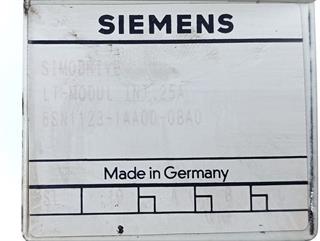 SIEMENS
SIMODRIVE
LT-MODUL INT.25A
6SN1123-1AA00-0BA0
Made in Germany